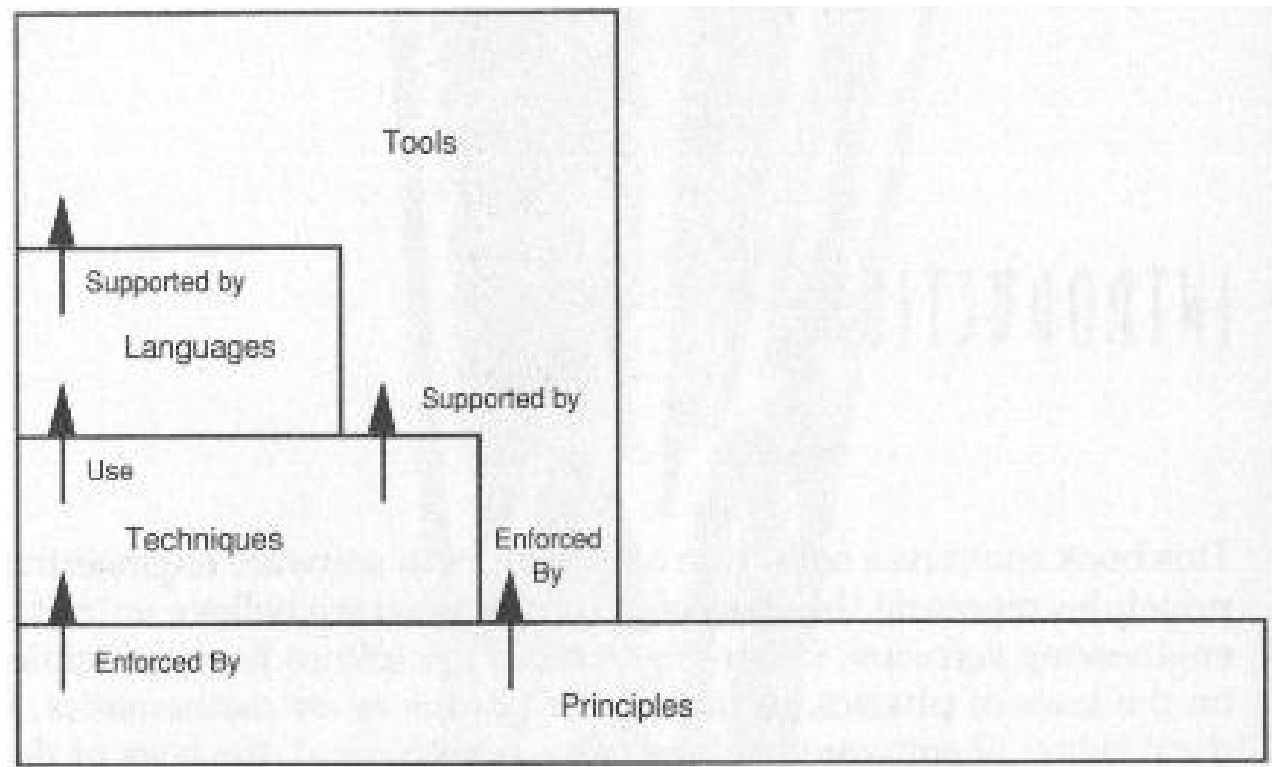 Tools
Supported by
Languages
Supported by
Use
Techniques
Enforced
By
Enforced By
Principles